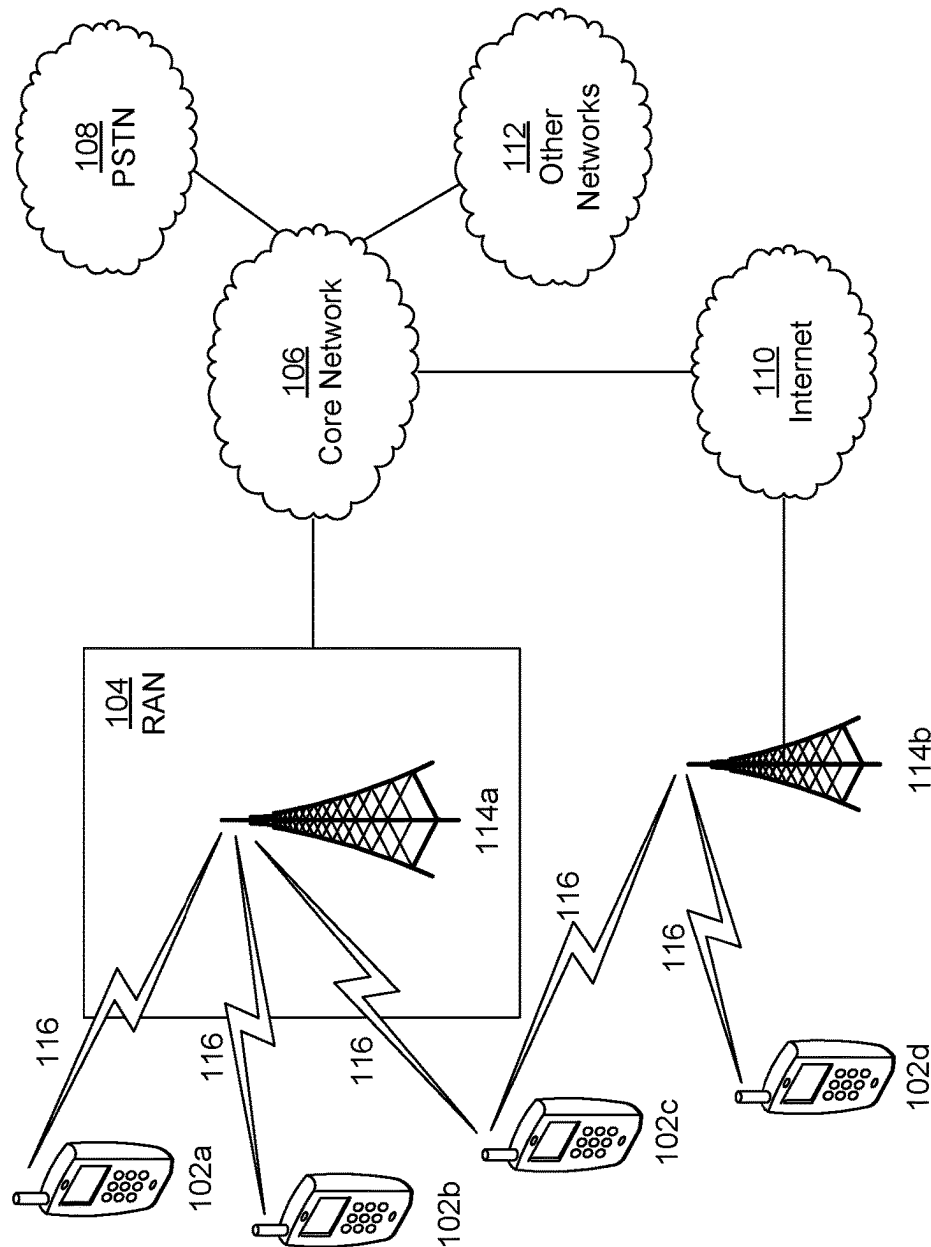 116
102a
116
102b
116
102c
116
116
102d
104
RAN
114a
114b
106
Core Network
108
PSTN
112
Other
Networks
110
Internet